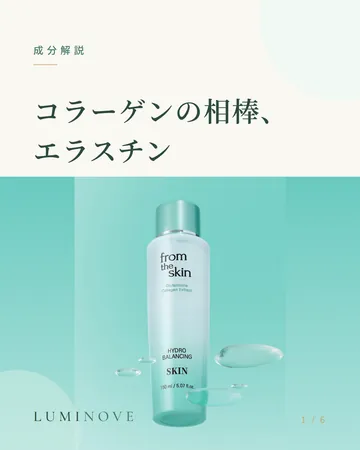 成分解説
コラーゲンの相棒、
エラスチン
from
the
skin
HYDRO
BALANCING
SKIN
150 ml / 5.07 fl.oz.
LUMINOVE
1 / 6